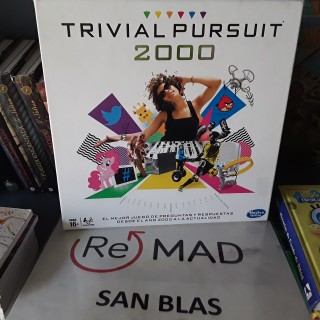 TRIVIAL PURSUIT
2000
#
EL MEJOR JUEGO DE PREGUNTAS Y RESPUESTAS
DESDE EL AÑO 2000 A LA ACTUALIDAD
16+
Hasbro
Re MAD
SAN BLAS